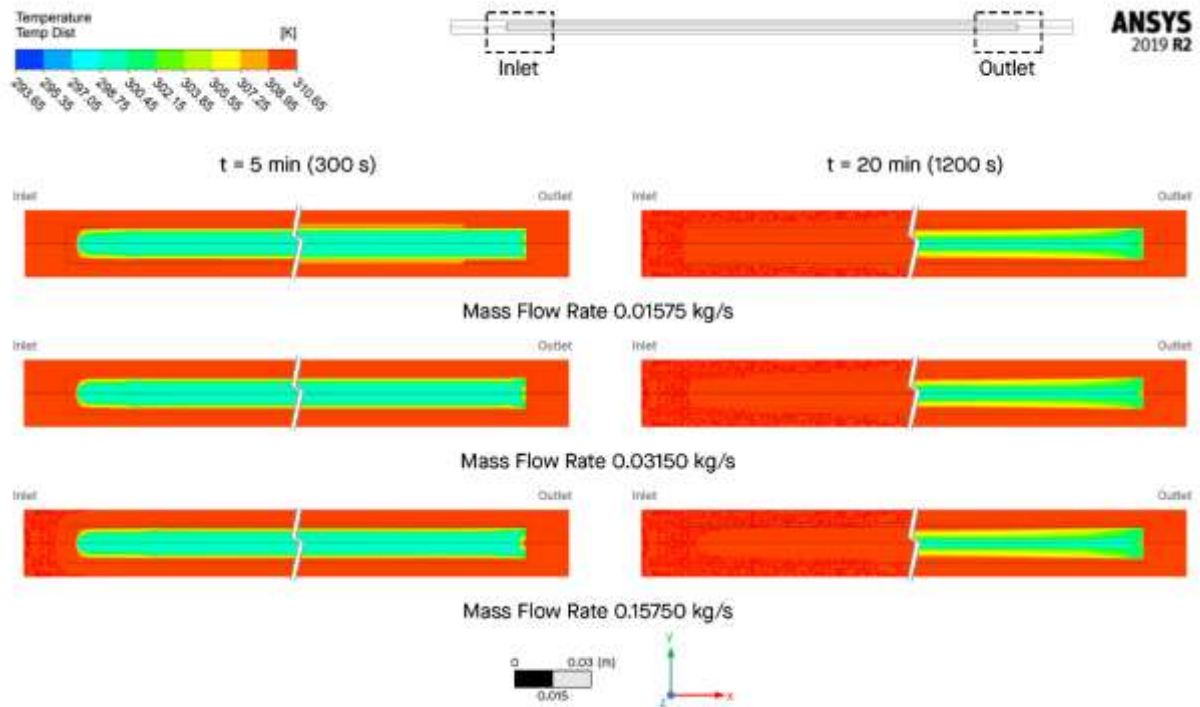 Temperature
Temp Dist [K]
293.65 295.35 297.05 298.75 300.45 302.15 303.85 305.55 307.25 308.95 310.65
Inlet Outlet
ANSYS
2019 R2
t = 5 min (300 s) t = 20 min (1200 s)
Inlet Outlet Inlet Outlet
Mass Flow Rate 0.01575 kg/s
Inlet Outlet Inlet Outlet
Mass Flow Rate 0.03150 kg/s
Inlet Outlet Inlet Outlet
Mass Flow Rate 0.15750 kg/s
0 0.03 (m)
0.015
Y
Z X